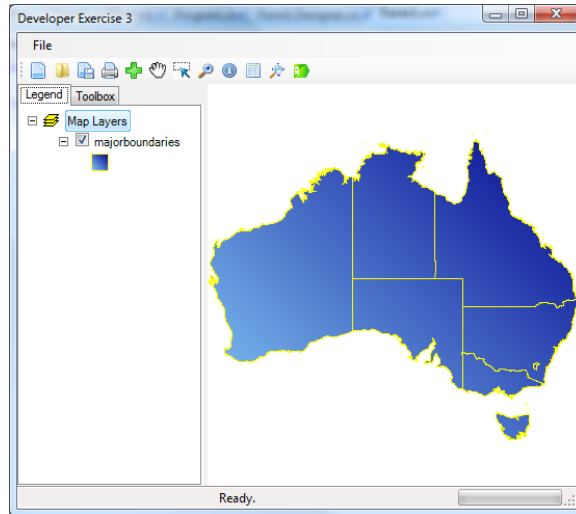 Developer Exercise 3
File
Legend Toolbox
Map Layers
majorboundaries
Ready.